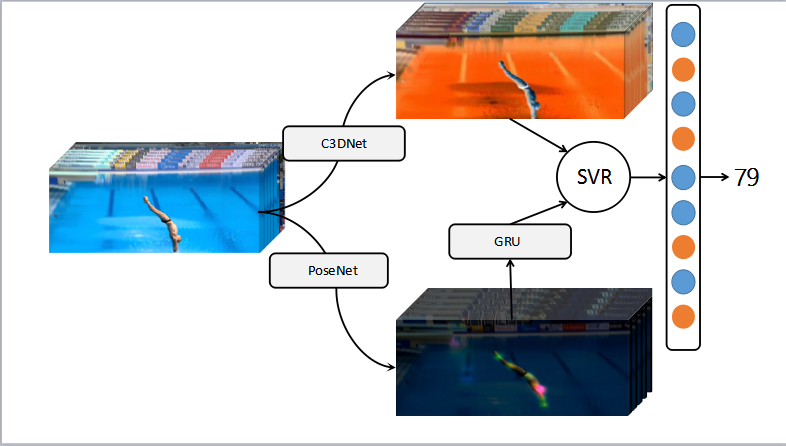 C3DNet
SVR
79
GRU
PoseNet